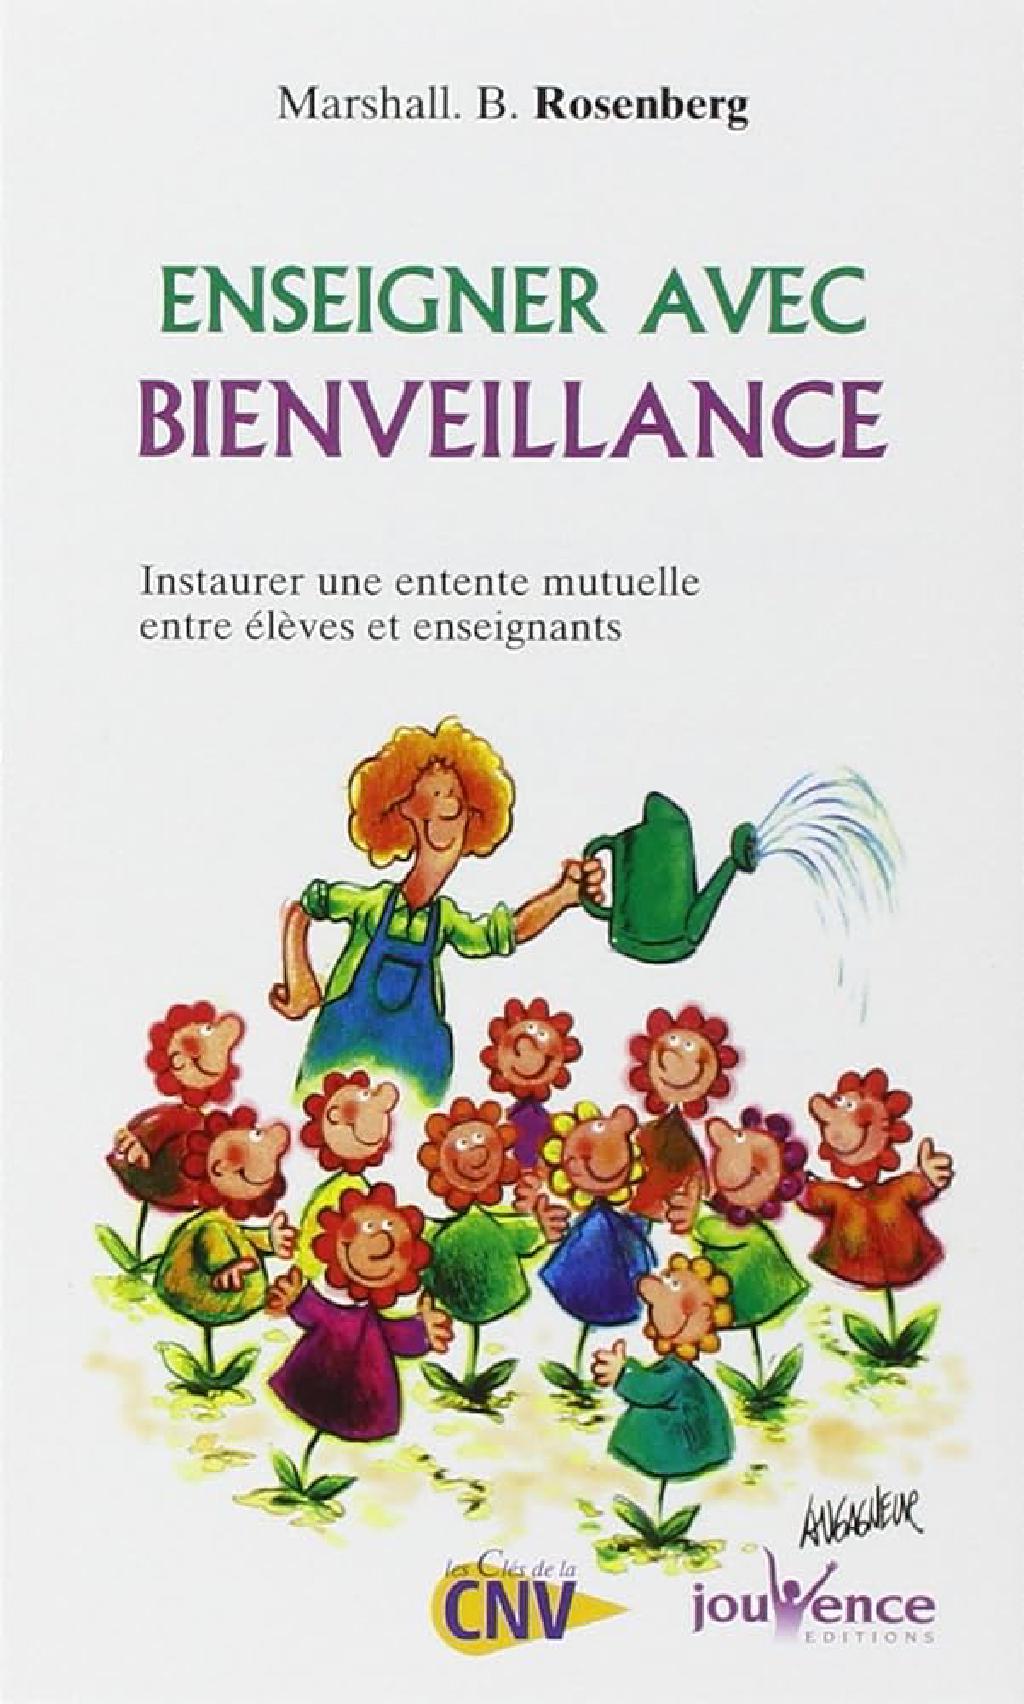 Marshall. B. Rosenberg
ENSEIGNER AVEC
BIENVEILLANCE
Instaurer une entente mutuelle
entre élèves et enseignants
ANGAGNEUR
les Clés de la
CNV
jouvence
EDITIONS